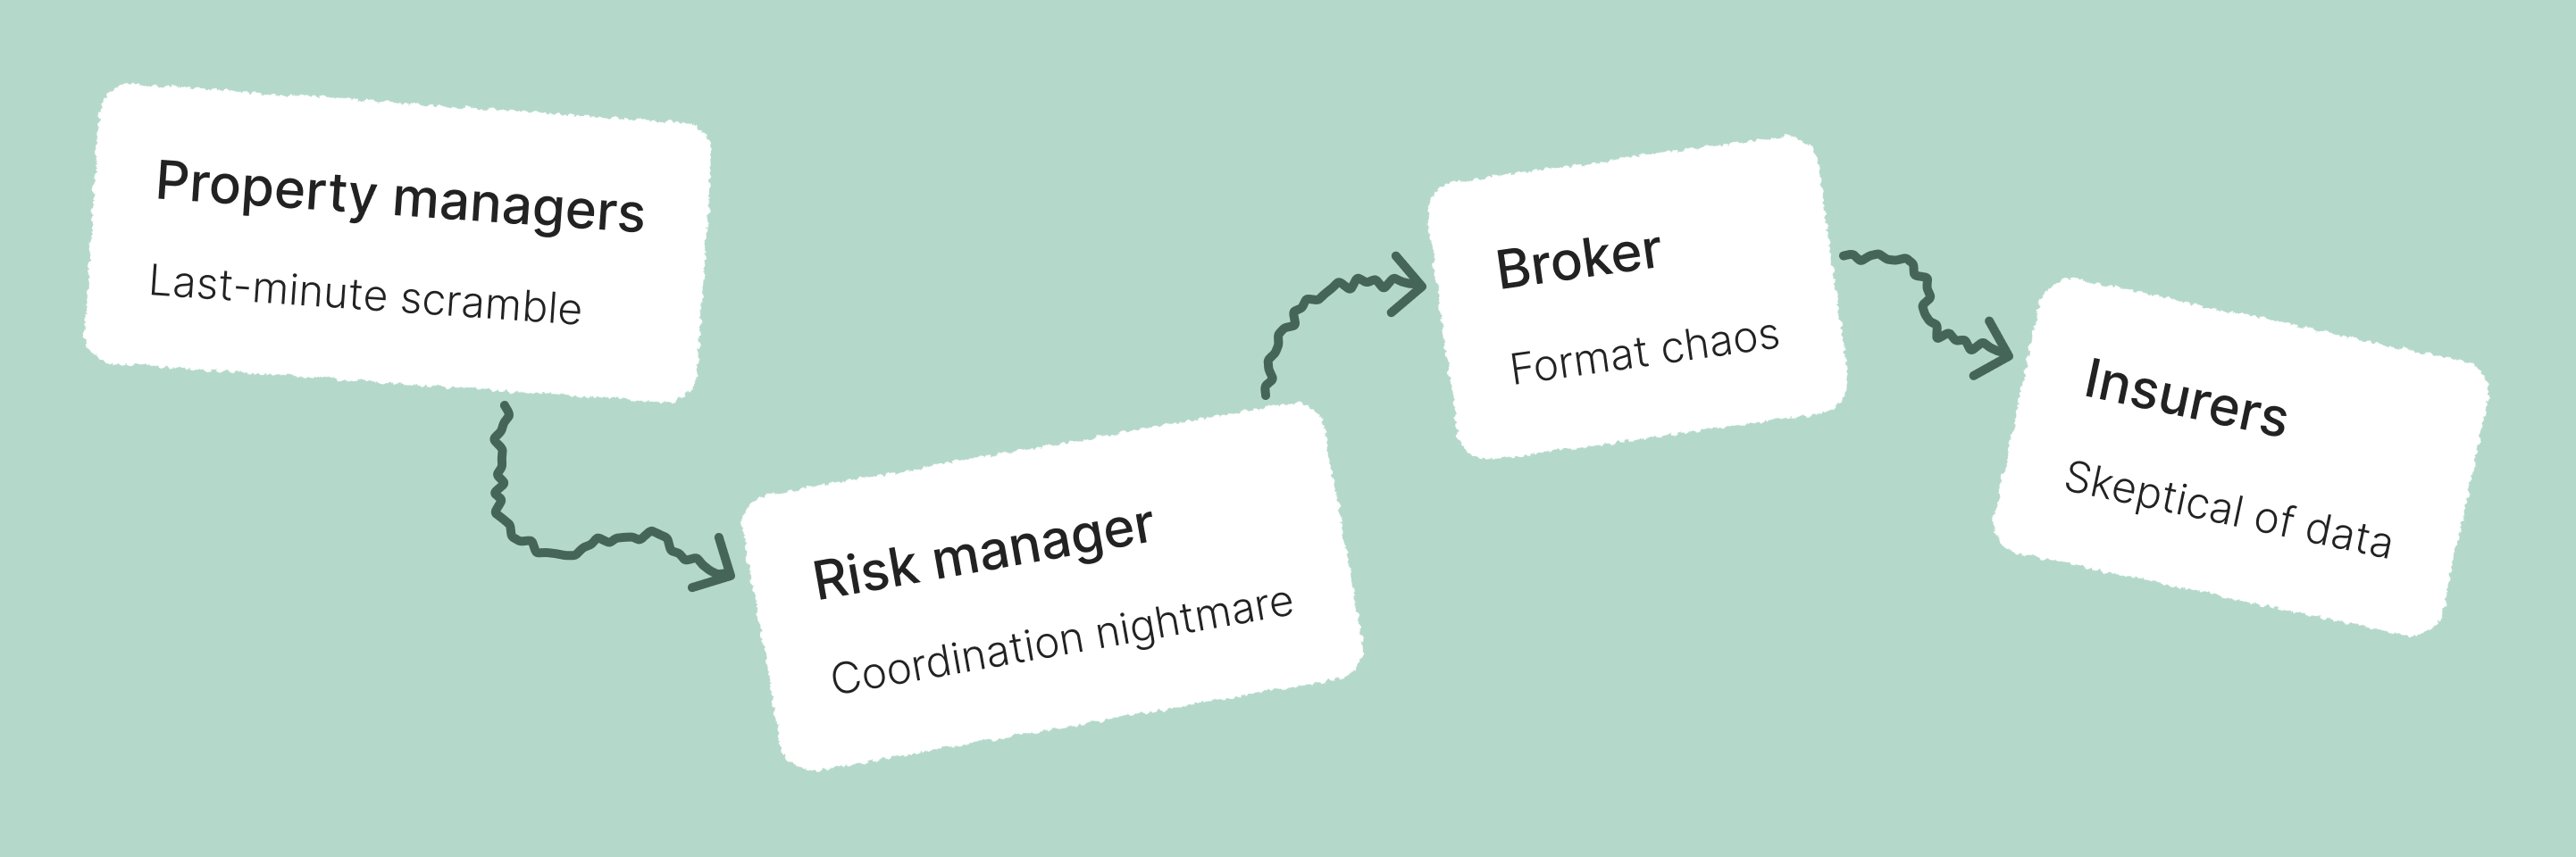 Property managers
Last-minute scramble
Risk manager
Coordination nightmare
Broker
Format chaos
Insurers
Skeptical of data